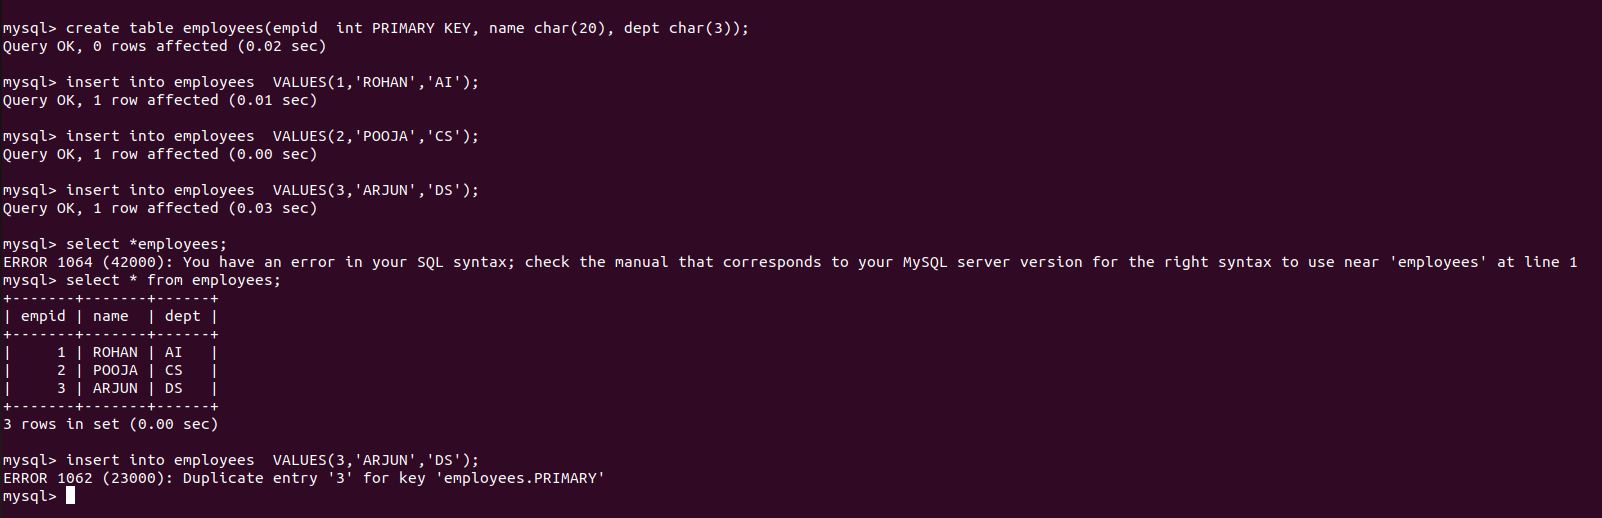 mysql> create table employees(empid  int PRIMARY KEY, name char(20), dept char(3));
Query OK, 0 rows affected (0.02 sec)
mysql> insert into employees  VALUES(1,'ROHAN','AI');
Query OK, 1 row affected (0.01 sec)
mysql> insert into employees  VALUES(2,'POOJA','CS');
Query OK, 1 row affected (0.00 sec)
mysql> insert into employees  VALUES(3,'ARJUN','DS');
Query OK, 1 row affected (0.03 sec)
mysql> select *employees;
ERROR 1064 (42000): You have an error in your SQL syntax; check the manual that corresponds to your MySQL server version for the right syntax to use near 'employees' at line 1
mysql> select * from employees;
+-------+-------+------+
| empid | name  | dept |
+-------+-------+------+
|     1 | ROHAN | AI   |
|     2 | POOJA | CS   |
|     3 | ARJUN | DS   |
+-------+-------+------+
3 rows in set (0.00 sec)
mysql> insert into employees  VALUES(3,'ARJUN','DS');
ERROR 1062 (23000): Duplicate entry '3' for key 'employees.PRIMARY'
mysql>